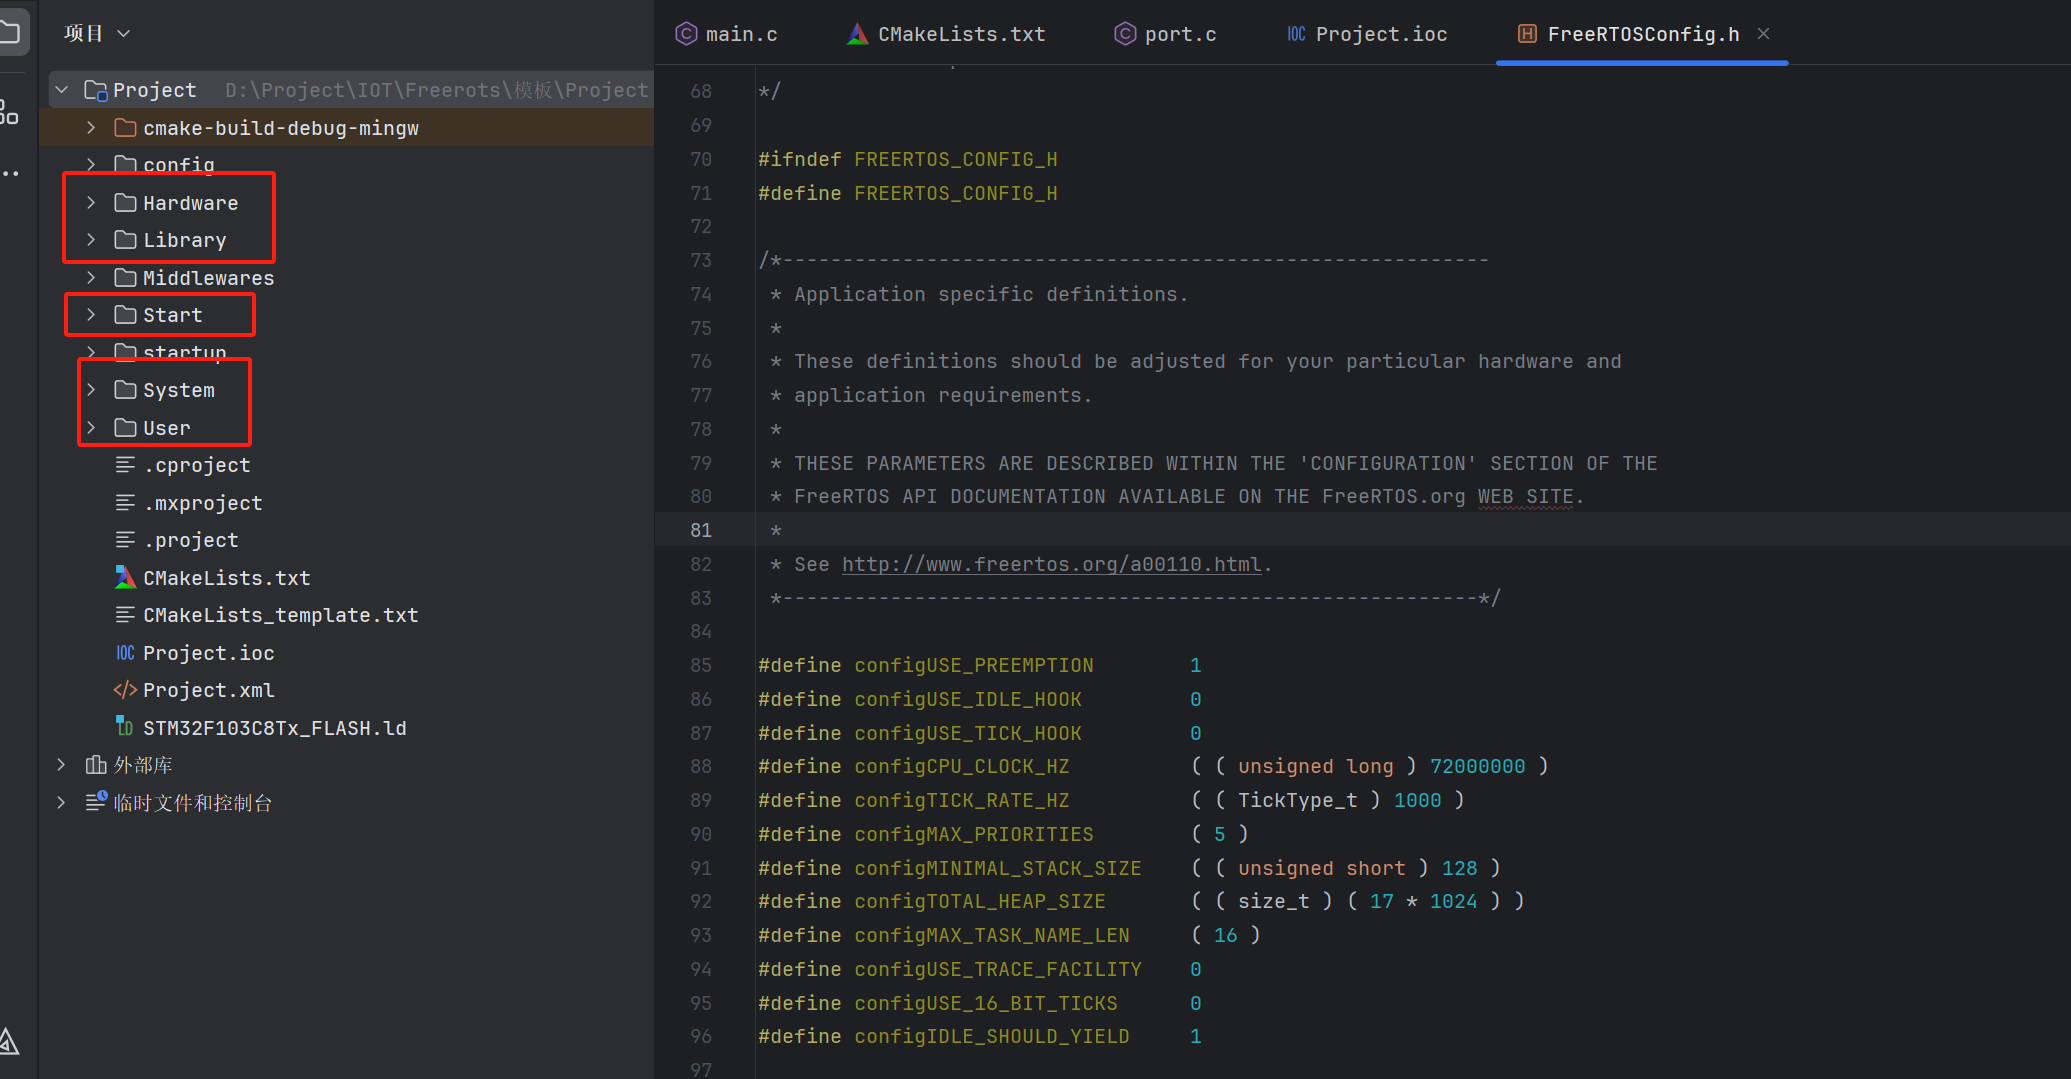 项目
Project D:\Project\IOT\Freerots\模板\Project
cmake-build-debug-mingw
config
Hardware
Library
Middlewares
Start
startup
System
User
.cproject
.mxproject
.project
CMakeLists.txt
CMakeLists_template.txt
IOC Project.ioc
</> Project.xml
LD STM32F103C8Tx_FLASH.ld
外部库
临时文件和控制台
C main.c CMakeLists.txt C port.c IOC Project.ioc H FreeRTOSConfig.h
68 */
69
70 #ifndef FREERTOS_CONFIG_H
71 #define FREERTOS_CONFIG_H
72
73 /*-----------------------------------------------------------
74 * Application specific definitions.
75 *
76 * These definitions should be adjusted for your particular hardware and
77 * application requirements.
78 *
79 * THESE PARAMETERS ARE DESCRIBED WITHIN THE 'CONFIGURATION' SECTION OF THE
80 * FreeRTOS API DOCUMENTATION AVAILABLE ON THE FreeRTOS.org WEB SITE.
81 *
82 * See http://www.freertos.org/a00110.html.
83 *----------------------------------------------------------*/
84
85 #define configUSE_PREEMPTION 1
86 #define configUSE_IDLE_HOOK 0
87 #define configUSE_TICK_HOOK 0
88 #define configCPU_CLOCK_HZ ( ( unsigned long ) 72000000 )
89 #define configTICK_RATE_HZ ( ( TickType_t ) 1000 )
90 #define configMAX_PRIORITIES ( 5 )
91 #define configMINIMAL_STACK_SIZE ( ( unsigned short ) 128 )
92 #define configTOTAL_HEAP_SIZE ( ( size_t ) ( 17 * 1024 ) )
93 #define configMAX_TASK_NAME_LEN ( 16 )
94 #define configUSE_TRACE_FACILITY 0
95 #define configUSE_16_BIT_TICKS 0
96 #define configIDLE_SHOULD_YIELD 1
97